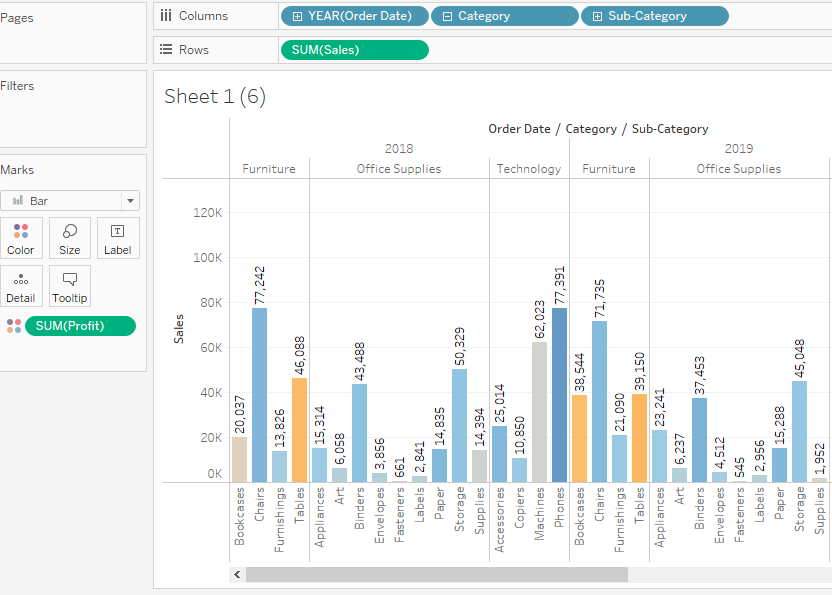 Pages
Columns
YEAR(Order Date)
Category
Sub-Category
Rows
SUM(Sales)
Filters
Marks
Bar
Color
Size
Label
Detail
Tooltip
SUM(Profit)
Sheet 1 (6)
Order Date / Category / Sub-Category
2018
2019
Furniture
Office Supplies
Technology
Furniture
Office Supplies
Sales
120K
100K
80K
60K
40K
20K
0K
20,037
77,242
13,826
46,088
15,314
6,058
43,488
3,856
661
2,841
14,835
50,329
14,394
25,014
10,850
62,023
77,391
38,544
71,735
21,090
39,150
23,241
6,237
37,453
4,512
545
2,956
15,288
45,048
1,952
Bookcases
Chairs
Furnishings
Tables
Appliances
Art
Binders
Envelopes
Fasteners
Labels
Paper
Storage
Supplies
Accessories
Copiers
Machines
Phones
Bookcases
Chairs
Furnishings
Tables
Appliances
Art
Binders
Envelopes
Fasteners
Labels
Paper
Storage
Supplies